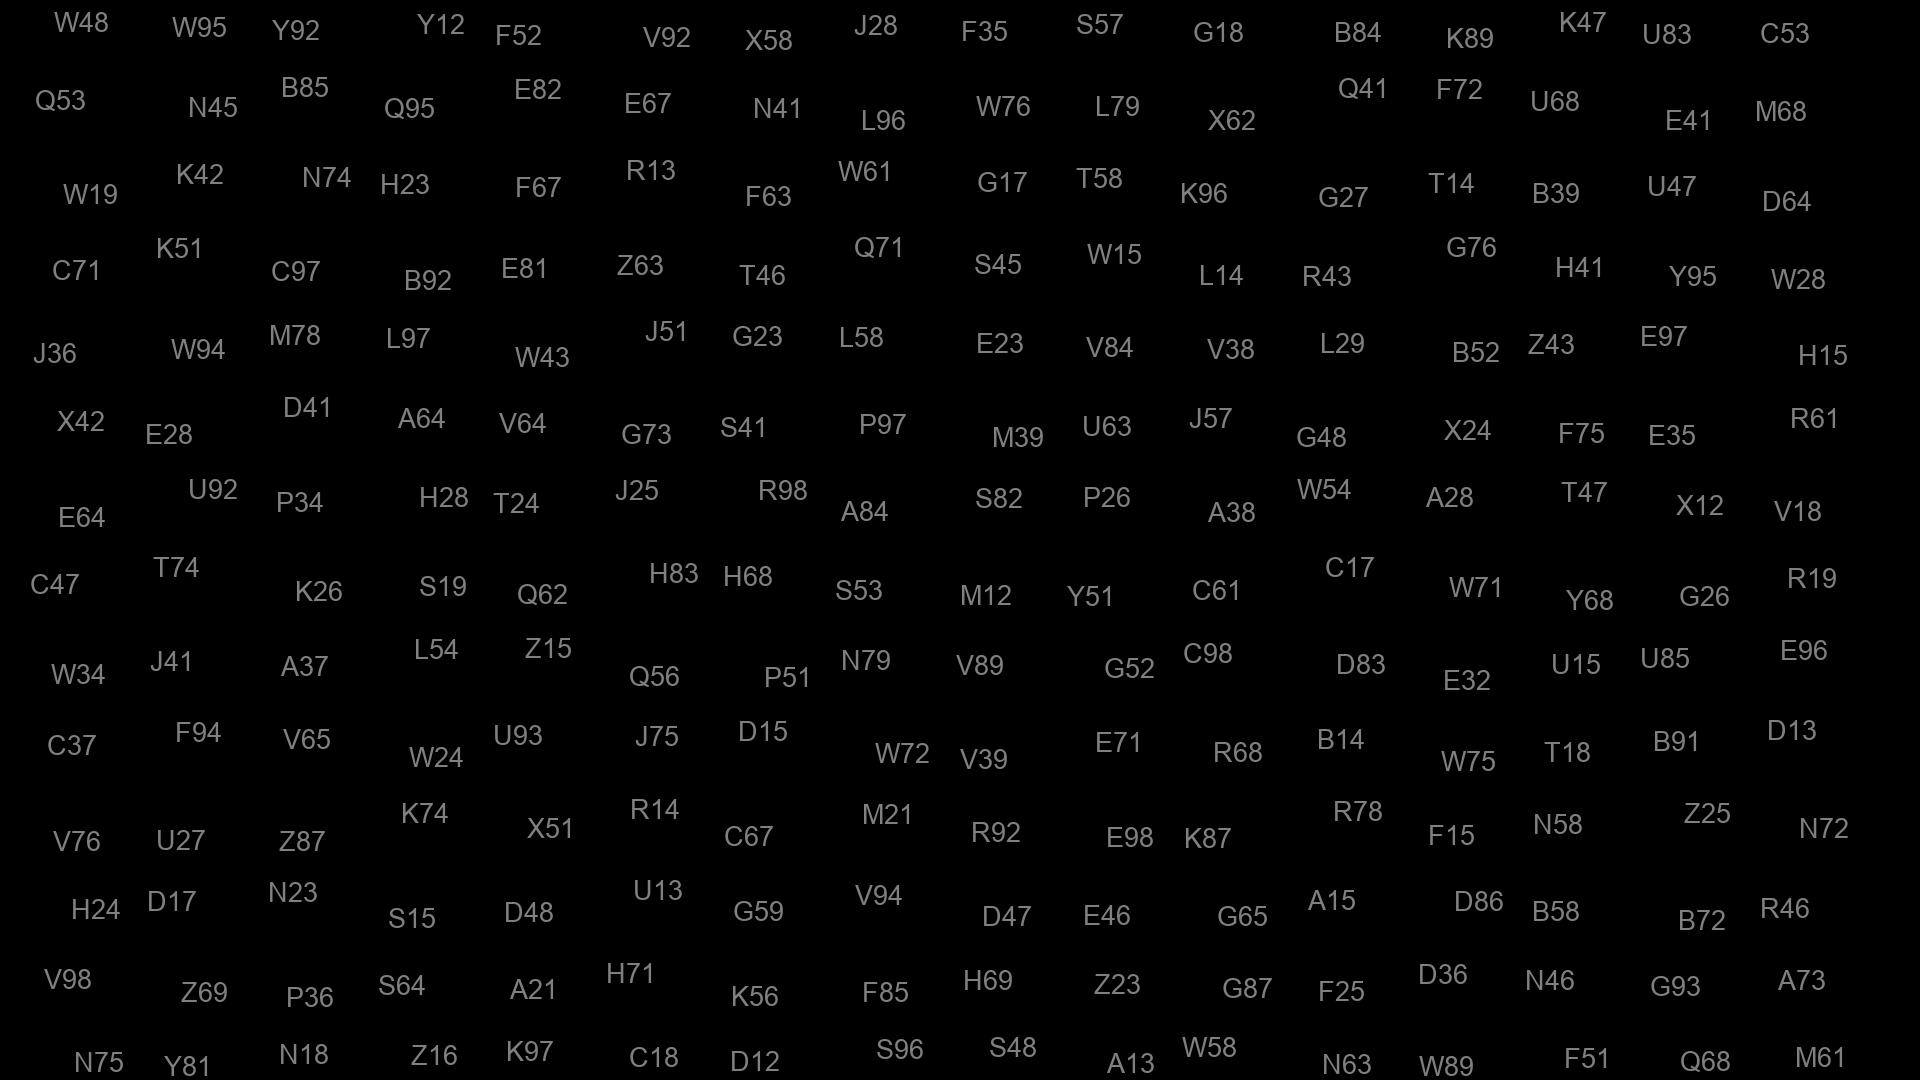 W48 W95 Y92 Y12 F52 V92 X58 J28 F35 S57 G18 B84 K89 K47 U83 C53
Q53 N45 B85 Q95 E82 E67 N41 L96 W76 L79 X62 Q41 F72 U68 E41 M68
W19 K42 N74 H23 F67 R13 F63 W61 G17 T58 K96 G27 T14 B39 U47 D64
C71 K51 C97 B92 E81 Z63 T46 Q71 S45 W15 L14 R43 G76 H41 Y95 W28
J36 W94 M78 L97 W43 J51 G23 L58 E23 V84 V38 L29 B52 Z43 E97 H15
X42 E28 D41 A64 V64 G73 S41 P97 M39 U63 J57 G48 X24 F75 E35 R61
E64 U92 P34 H28 T24 J25 R98 A84 S82 P26 A38 W54 A28 T47 X12 V18
C47 T74 K26 S19 Q62 H83 H68 S53 M12 Y51 C61 C17 W71 Y68 G26 R19
W34 J41 A37 L54 Z15 Q56 P51 N79 V89 G52 C98 D83 E32 U15 U85 E96
C37 F94 V65 W24 U93 J75 D15 W72 V39 E71 R68 B14 W75 T18 B91 D13
V76 U27 Z87 K74 X51 R14 C67 M21 R92 E98 K87 R78 F15 N58 Z25 N72
H24 D17 N23 S15 D48 U13 G59 V94 D47 E46 G65 A15 D86 B58 B72 R46
V98 Z69 P36 S64 A21 H71 K56 F85 H69 Z23 G87 F25 D36 N46 G93 A73
N75 Y81 N18 Z16 K97 C18 D12 S96 S48 A13 W58 N63 W89 F51 Q68 M61